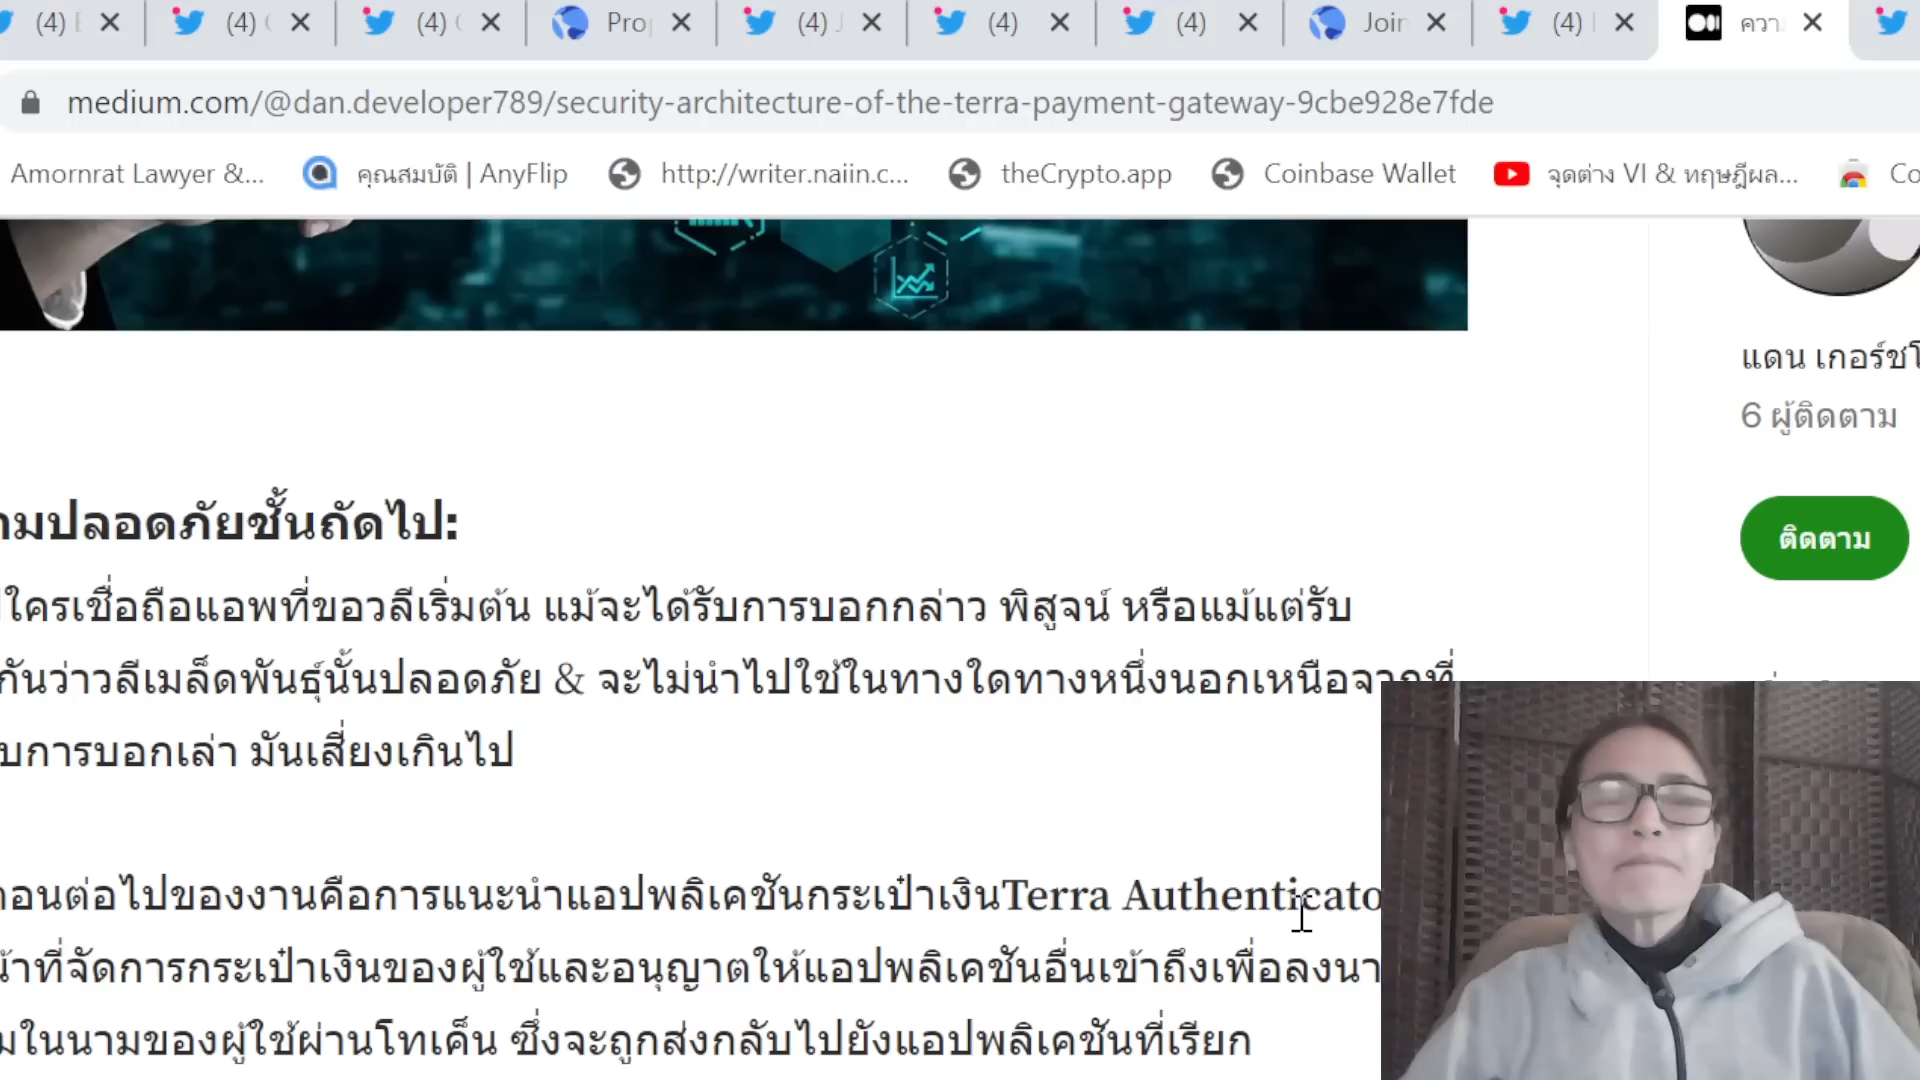 (4) (4) (4) Pro (4) J (4) (4) Join (4) ควา
medium.com/@dan.developer789/security-architecture-of-the-terra-payment-gateway-9cbe928e7fde
Amornrat Lawyer &... คุณสมบัติ | AnyFlip http://writer.naiin.c... theCrypto.app Coinbase Wallet จุดต่าง VI & ทฤษฎีผล... Co
แดน เกอร์ชโ
6 ผู้ติดตาม
ติดตาม
ามปลอดภัยชั้นถัดไป:
ใครเชื่อถือแอพที่ขอวลีเริ่มต้น แม้จะได้รับการบอกกล่าว พิสูจน์ หรือแม้แต่รับ
กันว่าวลีเมล็ดพันธุ์นั้นปลอดภัย & จะไม่นำไปใช้ในทางใดทางหนึ่งนอกเหนือจากที่
บการบอกเล่า มันเสี่ยงเกินไป
อนต่อไปของงานคือการแนะนำแอปพลิเคชันกระเป๋าเงินTerra Authenticato
น้าที่จัดการกระเป๋าเงินของผู้ใช้และอนุญาตให้แอปพลิเคชันอื่นเข้าถึงเพื่อลงนา
มในนามของผู้ใช้ผ่านโทเค็น ซึ่งจะถูกส่งกลับไปยังแอปพลิเคชันที่เรียก